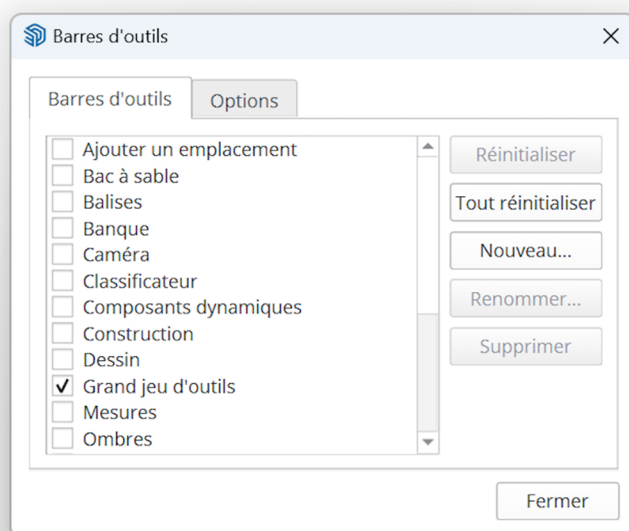 Barres d'outils
Barres d'outils
Options
Ajouter un emplacement
Bac à sable
Balises
Banque
Caméra
Classificateur
Composants dynamiques
Construction
Dessin
Grand jeu d'outils
Mesures
Ombres
Réinitialiser
Tout réinitialiser
Nouveau...
Renommer...
Supprimer
Fermer